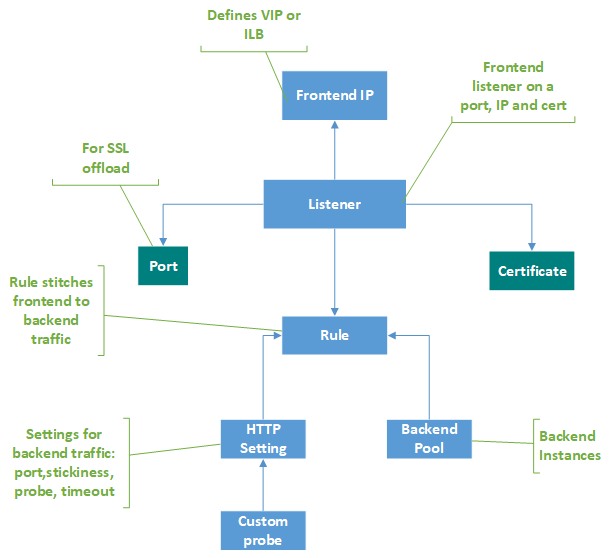 Defines VIP or
ILB
Frontend IP
Frontend
listener on a
port, IP and cert
For SSL
offload
Listener
Port
Certificate
Rule stitches
frontend to
backend
traffic
Rule
Settings for
backend traffic:
port,stickiness,
probe, timeout
HTTP
Setting
Backend
Pool
Backend
Instances
Custom
probe